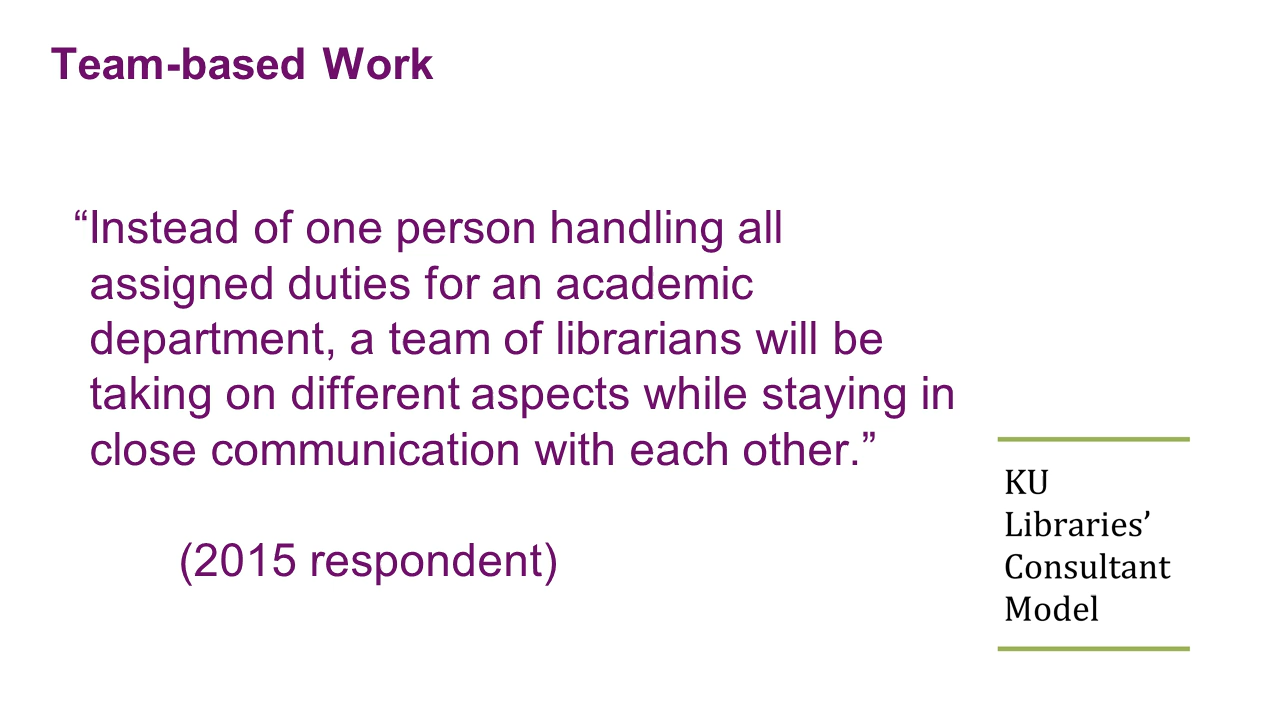 Team-based Work
“Instead of one person handling all
assigned duties for an academic
department, a team of librarians will be
taking on different aspects while staying in
close communication with each other.”
(2015 respondent)
KU
Libraries’
Consultant
Model